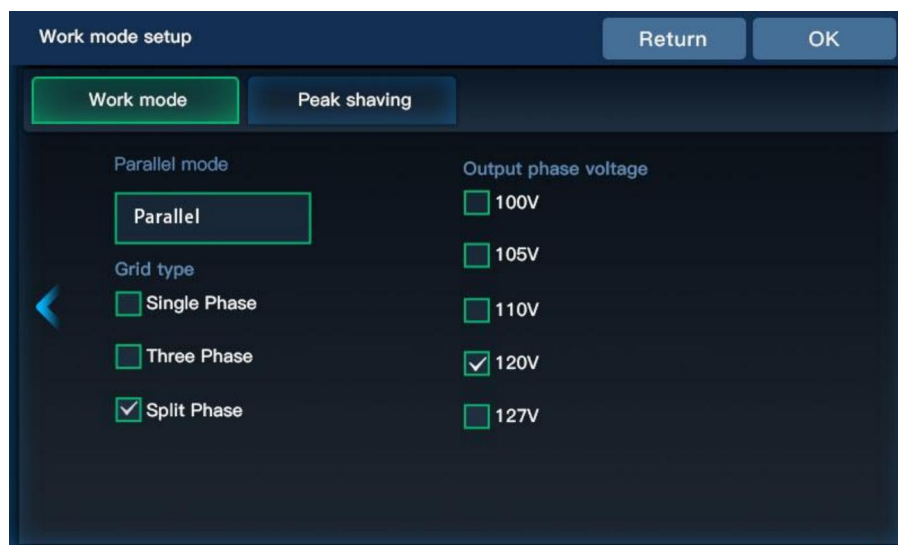 Work mode setup
Return
OK
Work mode
Peak shaving
Parallel mode
Parallel
Grid type
Single Phase
Three Phase
Split Phase
Output phase voltage
100V
105V
110V
120V
127V